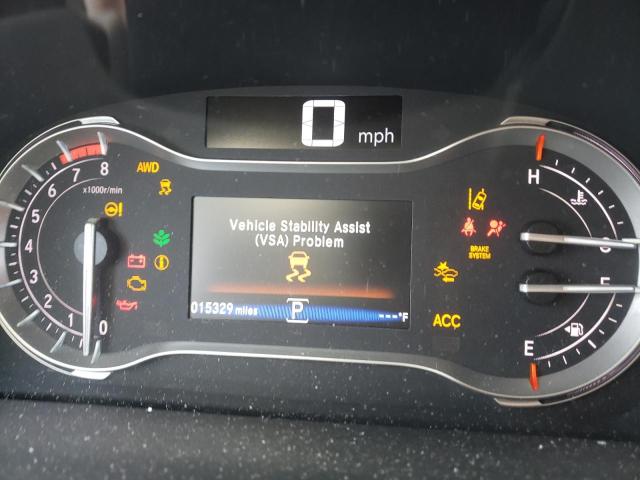 0 mph
8
7
6
5
4
3
2
1
0
x1000r/min
AWD
Vehicle Stability Assist
(VSA) Problem
015329 miles
P
---°F
BRAKE
SYSTEM
ACC
H
C
F
E